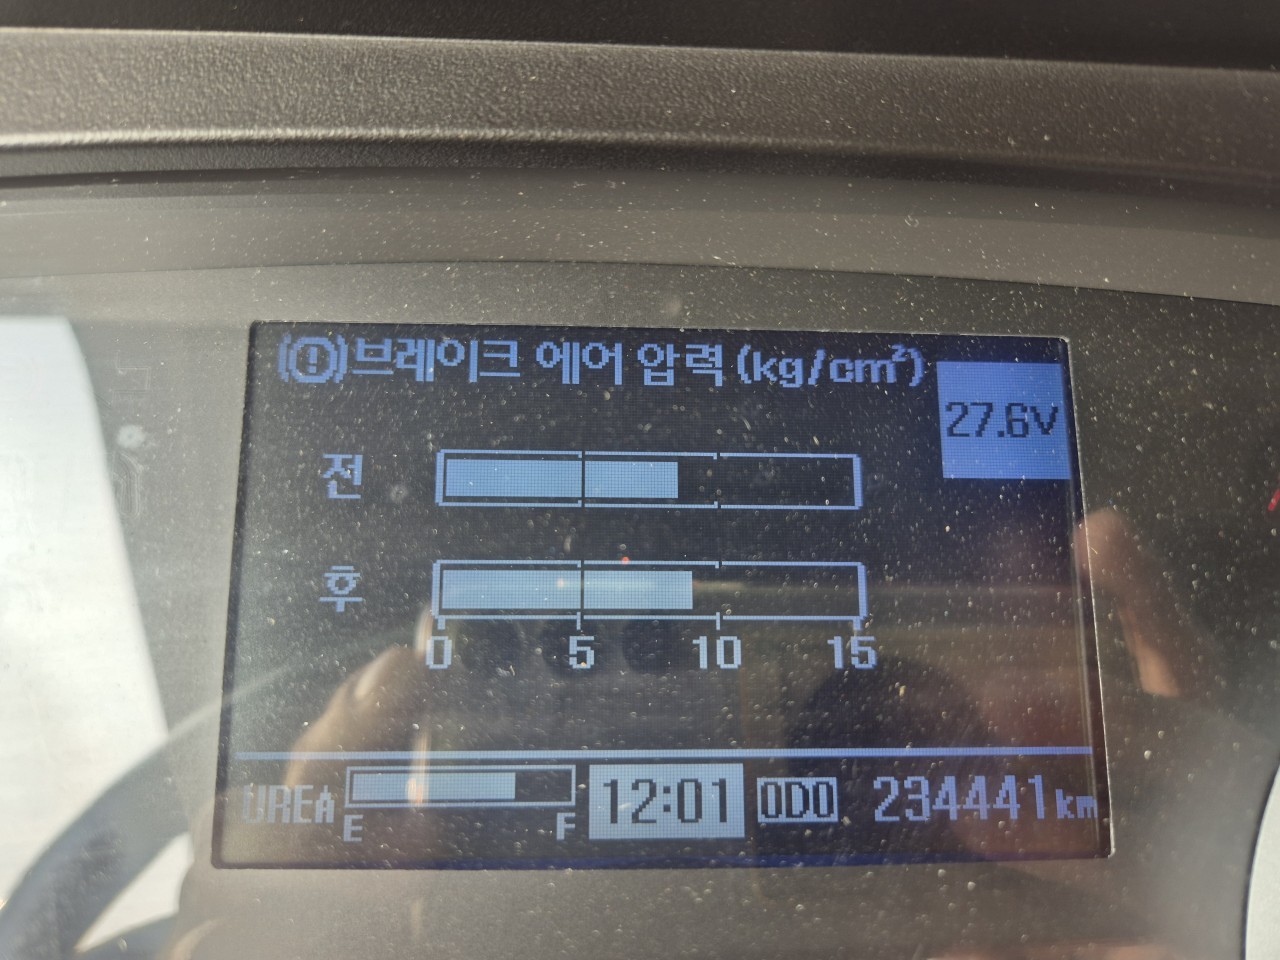 (!)브레이크 에어 압력 (kg/cm²)
27.6V
전
후
0 5 10 15
UREA E F 12:01 ODO 234441km